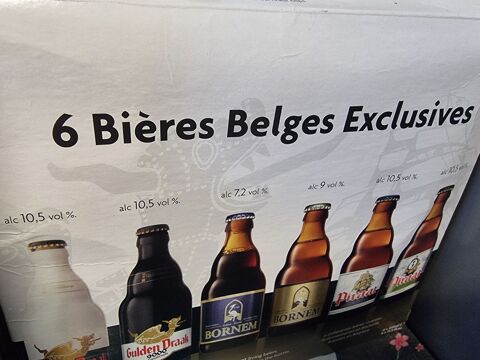 6 Bières Belges Exclusives
alc 10,5 vol %.
alc 10,5 vol %.
alc 7,2 vol %.
alc 9 vol %.
alc 10,5 vol %.
alc 10,5 vol %.
Gulden Draak
9000
BORNEM
BORNEM